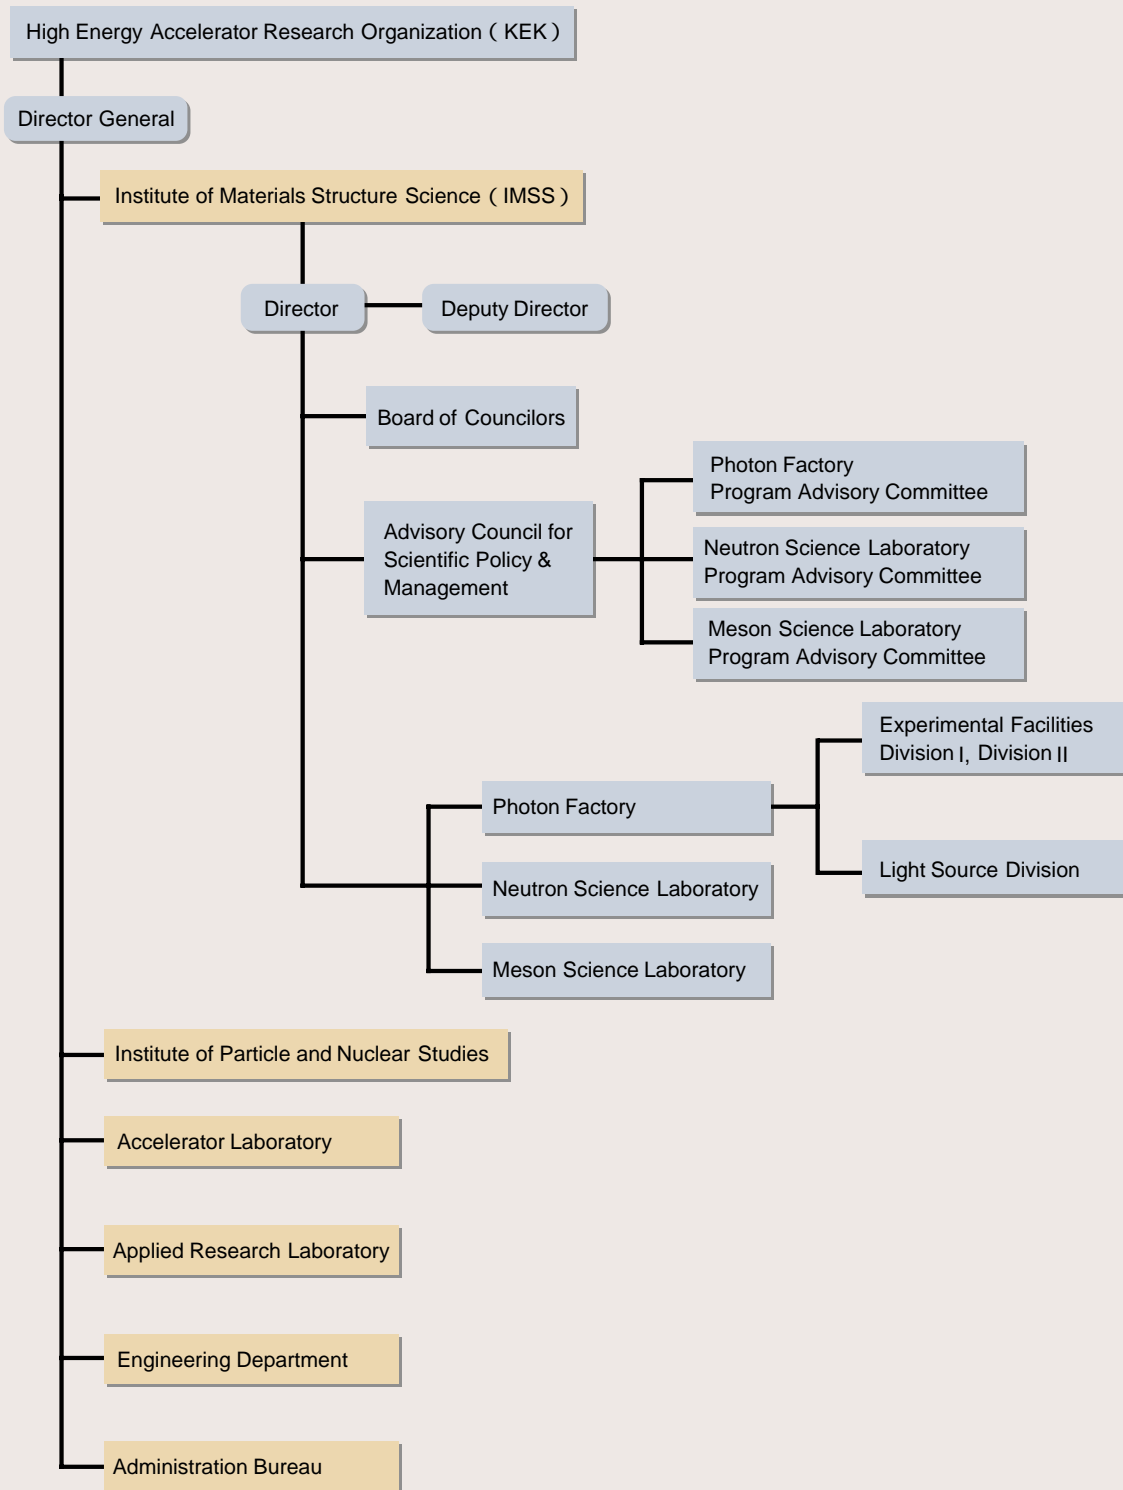 High Energy Accelerator Research Organization ( KEK )
Director General
Institute of Materials Structure Science ( IMSS )
Director
Deputy Director
Board of Councilors
Advisory Council for
Scientific Policy &
Management
Photon Factory
Program Advisory Committee
Neutron Science Laboratory
Program Advisory Committee
Meson Science Laboratory
Program Advisory Committee
Photon Factory
Experimental Facilities
Division I, Division II
Light Source Division
Neutron Science Laboratory
Meson Science Laboratory
Institute of Particle and Nuclear Studies
Accelerator Laboratory
Applied Research Laboratory
Engineering Department
Administration Bureau